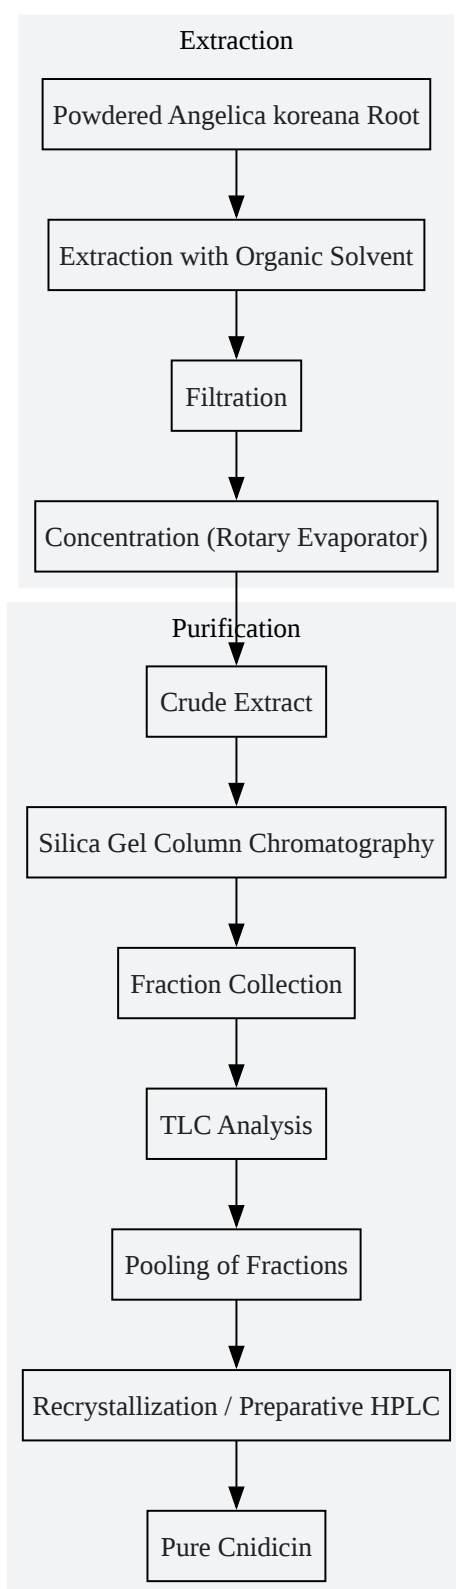 Extraction
Powdered Angelica koreana Root
Extraction with Organic Solvent
Filtration
Concentration (Rotary Evaporator)
Purification
Crude Extract
Silica Gel Column Chromatography
Fraction Collection
TLC Analysis
Pooling of Fractions
Recrystallization / Preparative HPLC
Pure Cnidicin